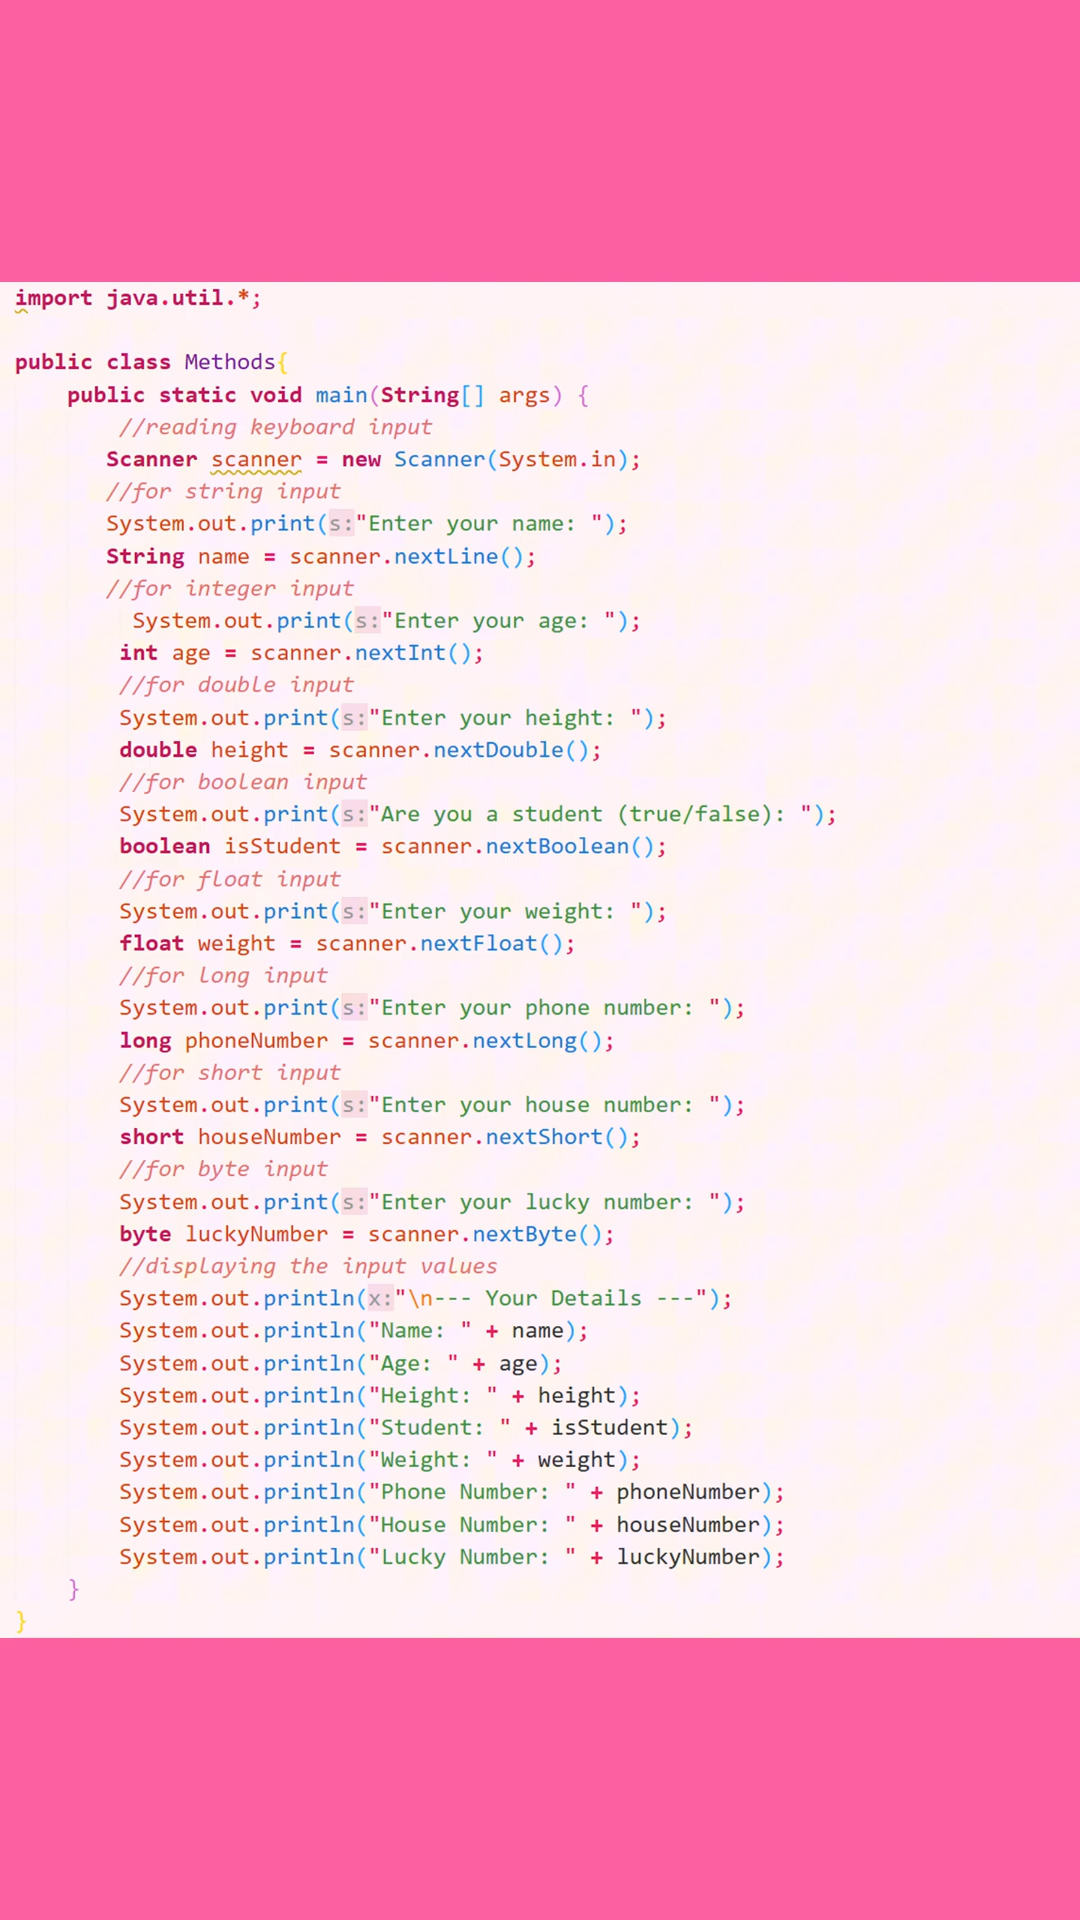 import java.util.*;
public class Methods{
public static void main(String[] args) {
//reading keyboard input
Scanner scanner = new Scanner(System.in);
//for string input
System.out.print(s:"Enter your name: ");
String name = scanner.nextLine();
//for integer input
System.out.print(s:"Enter your age: ");
int age = scanner.nextInt();
//for double input
System.out.print(s:"Enter your height: ");
double height = scanner.nextDouble();
//for boolean input
System.out.print(s:"Are you a student (true/false): ");
boolean isStudent = scanner.nextBoolean();
//for float input
System.out.print(s:"Enter your weight: ");
float weight = scanner.nextFloat();
//for long input
System.out.print(s:"Enter your phone number: ");
long phoneNumber = scanner.nextLong();
//for short input
System.out.print(s:"Enter your house number: ");
short houseNumber = scanner.nextShort();
//for byte input
System.out.print(s:"Enter your lucky number: ");
byte luckyNumber = scanner.nextByte();
//displaying the input values
System.out.println(x:"\n--- Your Details ---");
System.out.println("Name: " + name);
System.out.println("Age: " + age);
System.out.println("Height: " + height);
System.out.println("Student: " + isStudent);
System.out.println("Weight: " + weight);
System.out.println("Phone Number: " + phoneNumber);
System.out.println("House Number: " + houseNumber);
System.out.println("Lucky Number: " + luckyNumber);
}
}